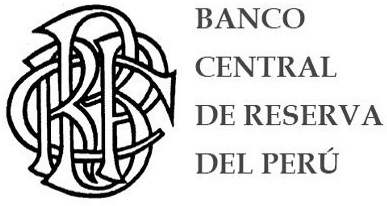 BANCO
CENTRAL
DE RESERVA
DEL PERÚ